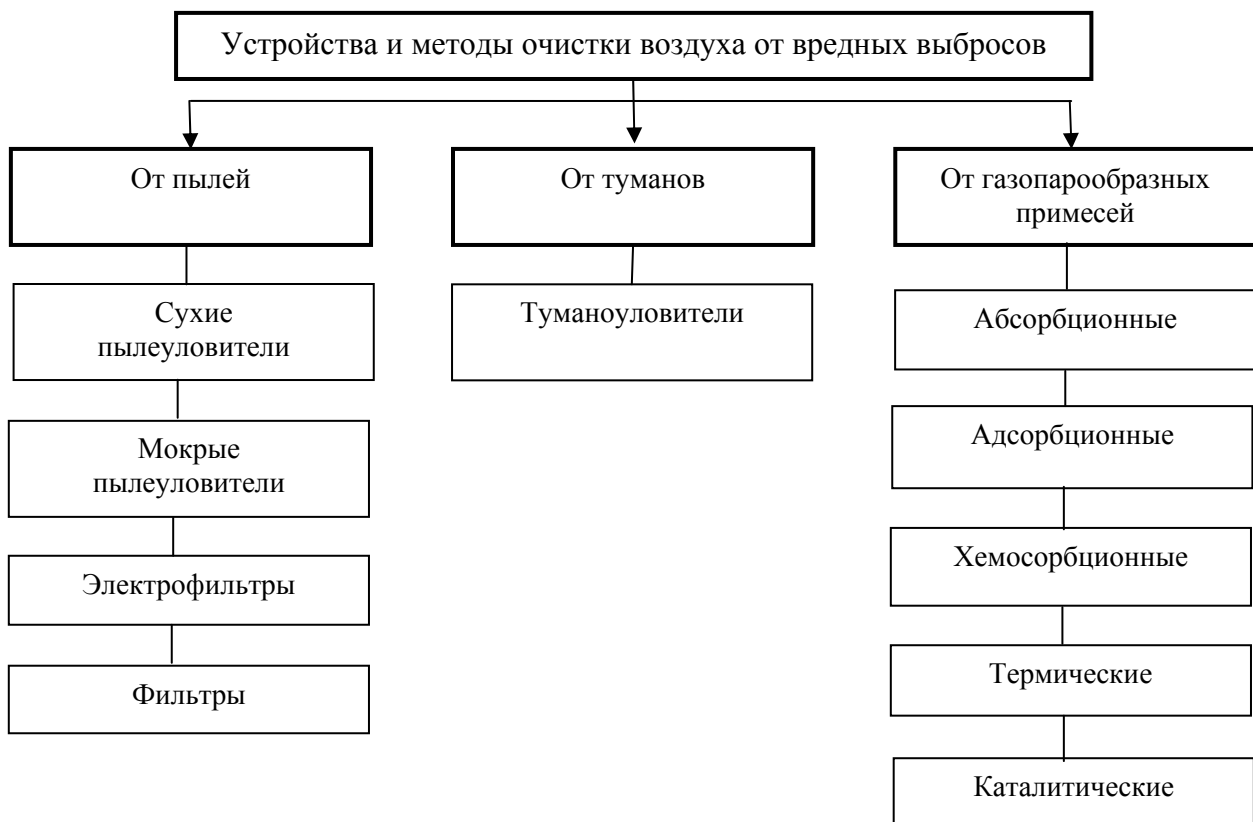 Устройства и методы очистки воздуха от вредных выбросов
От пылей
От туманов
От газопарообразных
примесей
Сухие
пылеуловители
Мокрые
пылеуловители
Электрофильтры
Фильтры
Туманоуловители
Абсорбционные
Адсорбционные
Хемосорбционные
Термические
Каталитические